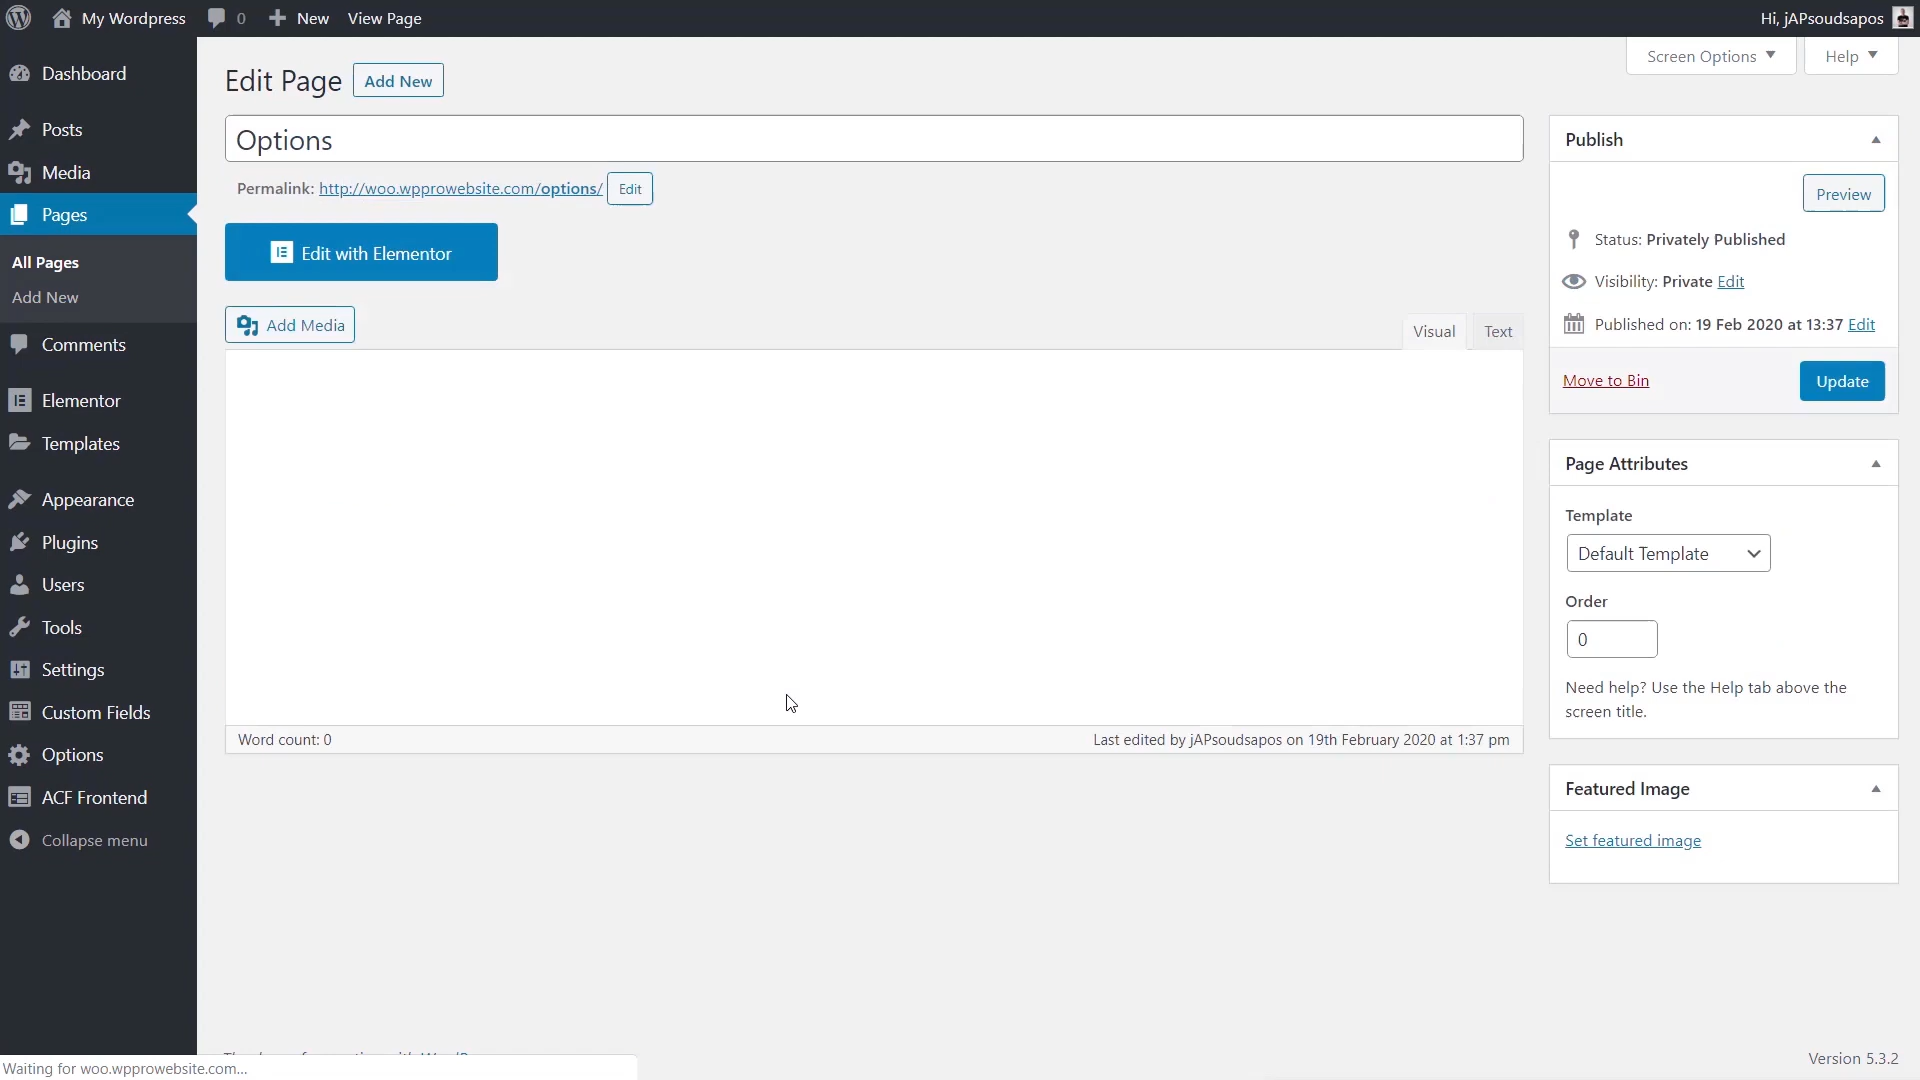 My Wordpress
0
New
View Page
Hi, jAPsoudsapos
Screen Options
Help
Dashboard
Posts
Media
Pages
All Pages
Add New
Comments
Elementor
Templates
Appearance
Plugins
Users
Tools
Settings
Custom Fields
Options
ACF Frontend
Collapse menu
Edit Page
Add New
Options
Permalink: http://woo.wpprowebsite.com/options/ Edit
Edit with Elementor
Add Media
Visual
Text
Word count: 0
Last edited by jAPsoudsapos on 19th February 2020 at 1:37 pm
Publish
Preview
Status: Privately Published
Visibility: Private Edit
Published on: 19 Feb 2020 at 13:37 Edit
Move to Bin
Update
Page Attributes
Template
Default Template
Order
0
Need help? Use the Help tab above the
screen title.
Featured Image
Set featured image
Version 5.3.2
Waiting for woo.wpprowebsite.com...